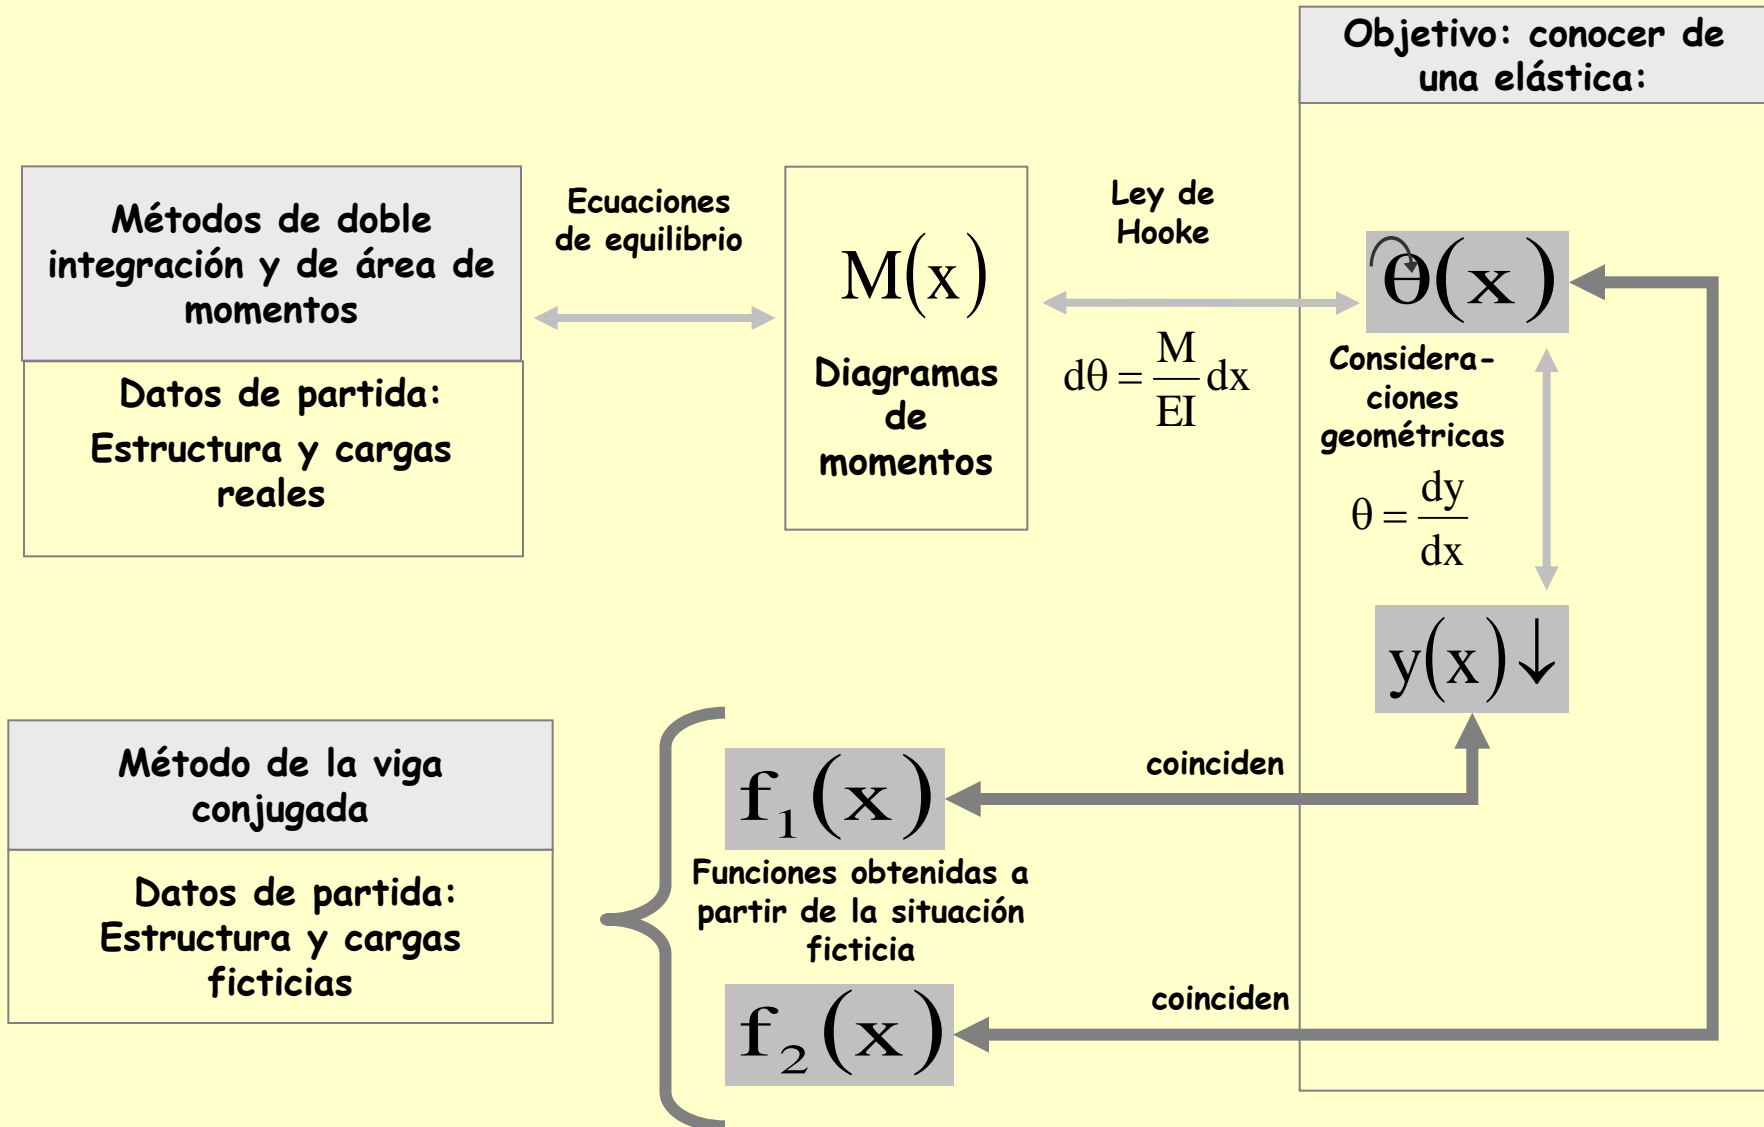 Objetivo: conocer de
una elástica:
Métodos de doble
integración y de área de
momentos
Datos de partida:
Estructura y cargas
reales
Ecuaciones
de equilibrio
M(x)
Diagramas
de
momentos
Ley de
Hooke
dθ = M/EI dx
θ(x)
Considera-
ciones
geométricas
θ = dy/dx
y(x)↓
Método de la viga
conjugada
Datos de partida:
Estructura y cargas
ficticias
f₁(x)
Funciones obtenidas a
partir de la situación
ficticia
f₂(x)
coinciden
coinciden